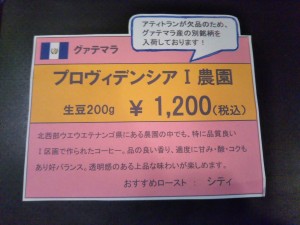 アティトランが欠品のため、
グァテマラ産の別銘柄を
入荷しております!
グァテマラ
プロヴィデンシアⅠ農園
生豆200g ¥ 1,200(税込)
北西部ウエウエテナンゴ県にある農園の中でも、特に品質良い
Ⅰ区画で作られたコーヒー。品の良い香り、適度に甘み・酸・コクも
あり好バランス。透明感のある上品な味わいが楽しめます。
おすすめロースト : シティ